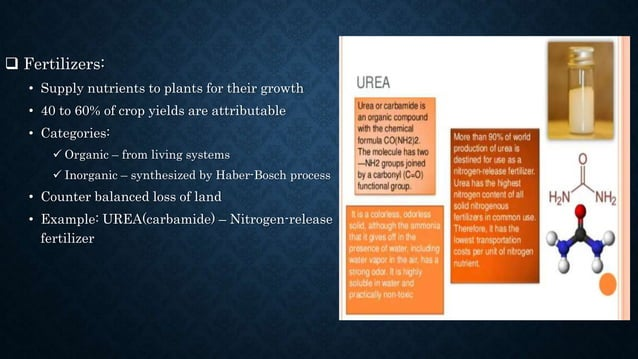 Fertilizers:
• Supply nutrients to plants for their growth
• 40 to 60% of crop yields are attributable
• Categories:
✓ Organic – from living systems
✓ Inorganic – synthesized by Haber-Bosch process
• Counter balanced loss of land
• Example: UREA(carbamide) – Nitrogen-release
fertilizer
UREA
Urea or carbamide is
an organic compound
with the chemical
formula CO(NH2)2.
The molecule has two
—NH2 groups joined
by a carbonyl (C=O)
functional group.
It is a colorless, odorless
solid, although the ammonia
that it gives off in the
presence of water, including
water vapor in the air, has a
strong odor. It is highly
soluble in water and
practically non-toxic
More than 90% of world
production of urea is
destined for use as a
nitrogen-release fertilizer.
Urea has the highest
nitrogen content of all
solid nitrogenous
fertilizers in common use.
Therefore, it has the
lowest transportation
costs per unit of nitrogen
nutrient.
O
H₂N NH₂